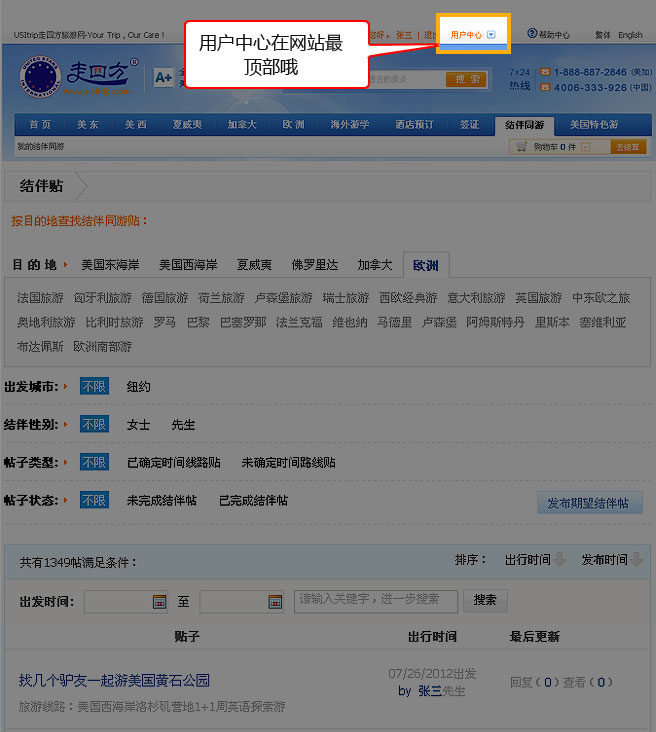 USItrip走四方旅游网-Your Trip , Our Care !
您好， 张三 | 退出
用户中心
帮助中心
繁体 English
用户中心在网站最
顶部哦
走四方
USITOUR INTERNATIONAL
A+
搜 索
7x24
热线
1-888-887-2846 (美加)
4006-333-926 (中国)
首 页 美 东 美 西 夏威夷 加拿大 欧 洲 海外游学 酒店预订 签证 结伴同游 美国特色游
我的结伴同游
购物车 0 件
去结算
结伴贴
按目的地查找结伴同游贴：
目 的 地 美国东海岸 美国西海岸 夏威夷 佛罗里达 加拿大 欧洲
法国旅游 匈牙利旅游 德国旅游 荷兰旅游 卢森堡旅游 瑞士旅游 西欧经典游 意大利旅游 英国旅游 中东欧之旅
奥地利旅游 比利时旅游 罗马 巴黎 巴塞罗那 法兰克福 维也纳 马德里 卢森堡 阿姆斯特丹 里斯本 塞维利亚
布达佩斯 欧洲南部游
出发城市: 不限 纽约
结伴性别: 不限 女士 先生
帖子类型: 不限 已确定时间线路贴 未确定时间路线贴
帖子状态: 不限 未完成结伴帖 已完成结伴帖
发布期望结伴帖
共有1349帖满足条件：
排序： 出行时间 发布时间
出发时间: 至 请输入关键字，进一步搜索 搜索
贴子 出行时间 最后更新
找几个驴友一起游美国黄石公园
旅游线路：美国西海岸洛杉矶营地1+1周英语探索游
07/26/2012出发
by 张三先生
回复( 0 ) 查看( 0 )